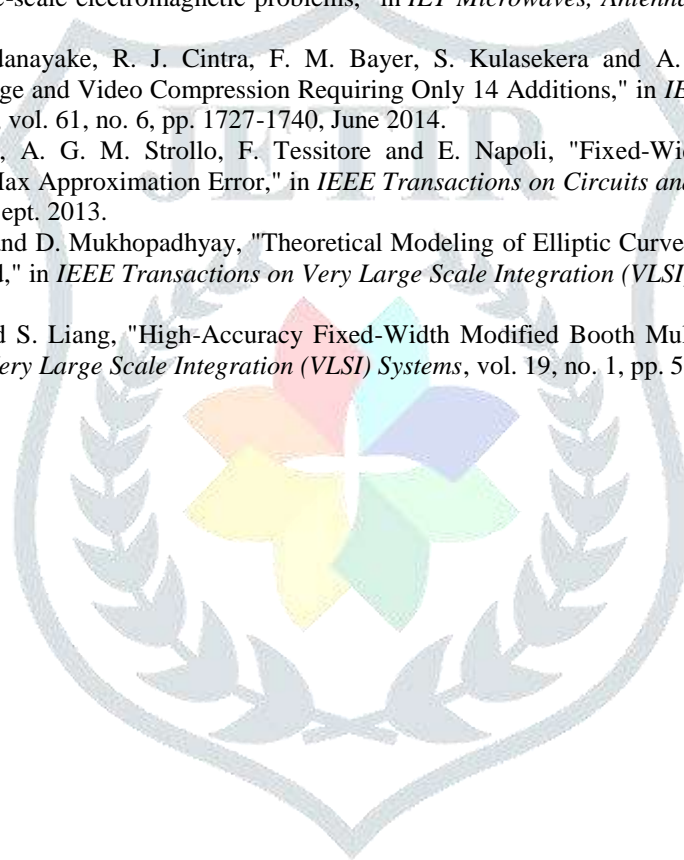 -scale electromagnetic problems," in IET Microwaves, Antenna
danayake, R. J. Cintra, F. M. Bayer, S. Kulasekera and A.
ge and Video Compression Requiring Only 14 Additions," in IE
, vol. 61, no. 6, pp. 1727-1740, June 2014.
, A. G. M. Strollo, F. Tessitore and E. Napoli, "Fixed-Wid
Max Approximation Error," in IEEE Transactions on Circuits and
ept. 2013.
and D. Mukhopadhyay, "Theoretical Modeling of Elliptic Curve
d," in IEEE Transactions on Very Large Scale Integration (VLSI
d S. Liang, "High-Accuracy Fixed-Width Modified Booth Mul
ery Large Scale Integration (VLSI) Systems, vol. 19, no. 1, pp. 5
JETIR